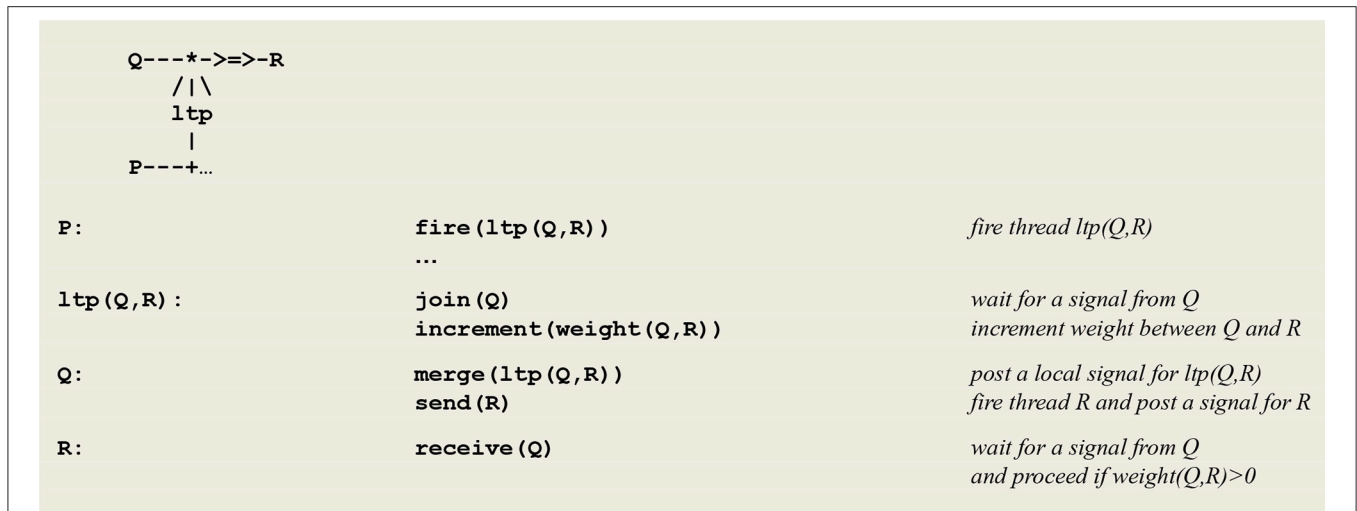 Q---*->=>-R
/|\
ltp
|
P---+…
P: fire(ltp(Q,R)) fire thread ltp(Q,R)
…
ltp(Q,R): join(Q) wait for a signal from Q
increment(weight(Q,R)) increment weight between Q and R
Q: merge(ltp(Q,R)) post a local signal for ltp(Q,R)
send(R) fire thread R and post a signal for R
R: receive(Q) wait for a signal from Q
and proceed if weight(Q,R)>0